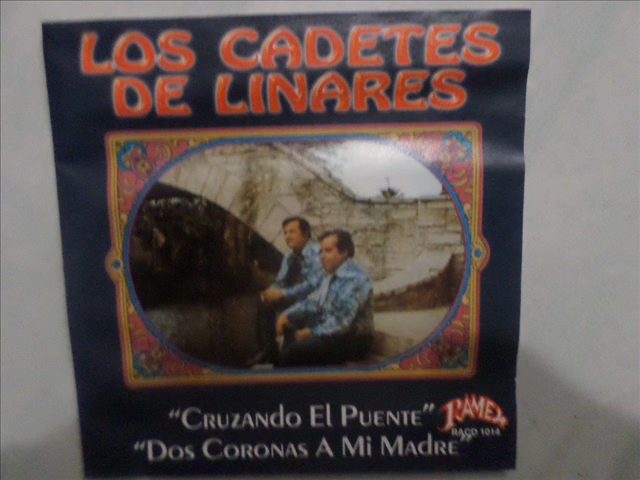 LOS CADETES
DE LINARES
"CRUZANDO EL PUENTE"
"DOS CORONAS A MI MADRE"
RAMEX
RACD 1014